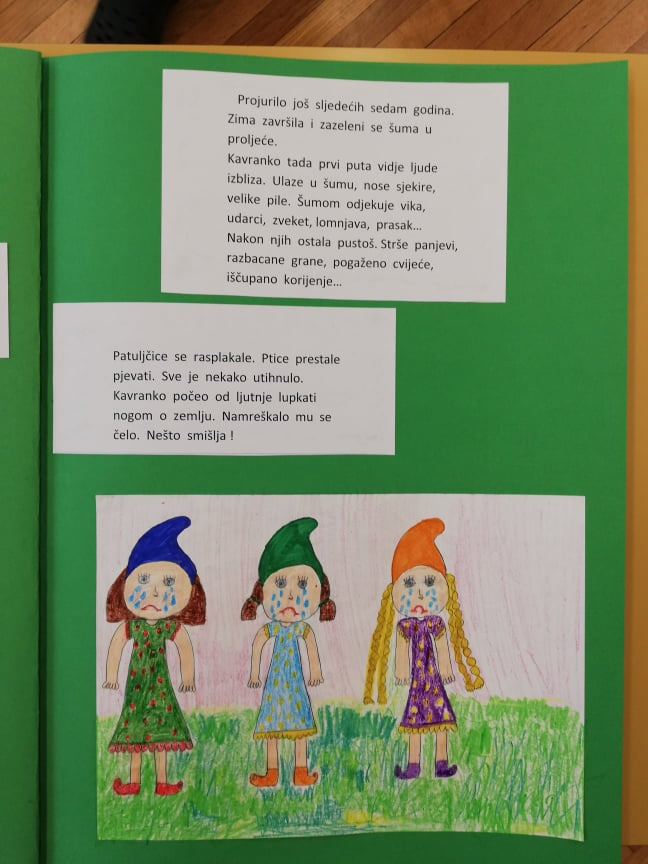 Projurilo još sljedećih sedam godina.
Zima završila i zazeleni se šuma u
proljeće.
Kavranko tada prvi puta vidje ljude
izbliza. Ulaze u šumu, nose sjekire,
velike pile. Šumom odjekuje vika,
udarci, zveket, lomnjava, prasak...
Nakon njih ostala pustoš. Strše panjevi,
razbacane grane, pogaženo cvijeće,
iščupano korijenje...
Patuljčice se rasplakale. Ptice prestale
pjevati. Sve je nekako utihnulo.
Kavranko počeo od ljutnje lupkati
nogom o zemlju. Namreškalo mu se
čelo. Nešto smišlja !